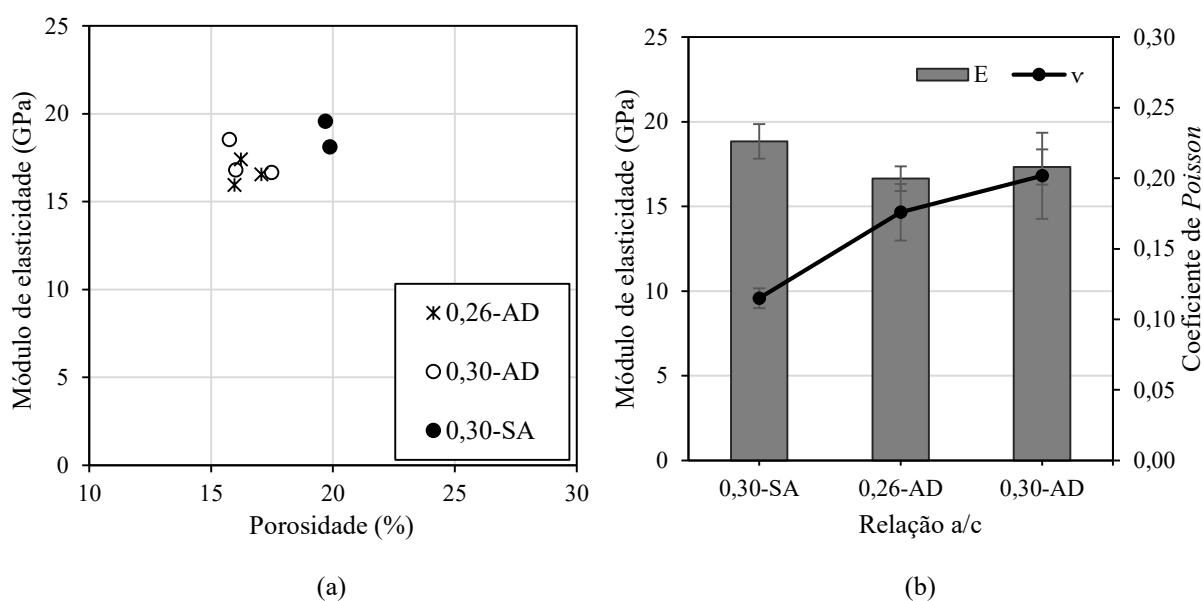 25
20
15
10
5
0
Módulo de elasticidade (GPa)
0,26-AD
0,30-AD
0,30-SA
10 15 20 25 30
Porosidade (%)
(a)
25
20
15
10
5
0
Módulo de elasticidade (GPa)
E v
0,30
0,25
0,20
0,15
0,10
0,05
0,00
Coeficiente de Poisson
0,30-SA 0,26-AD 0,30-AD
Relação a/c
(b)